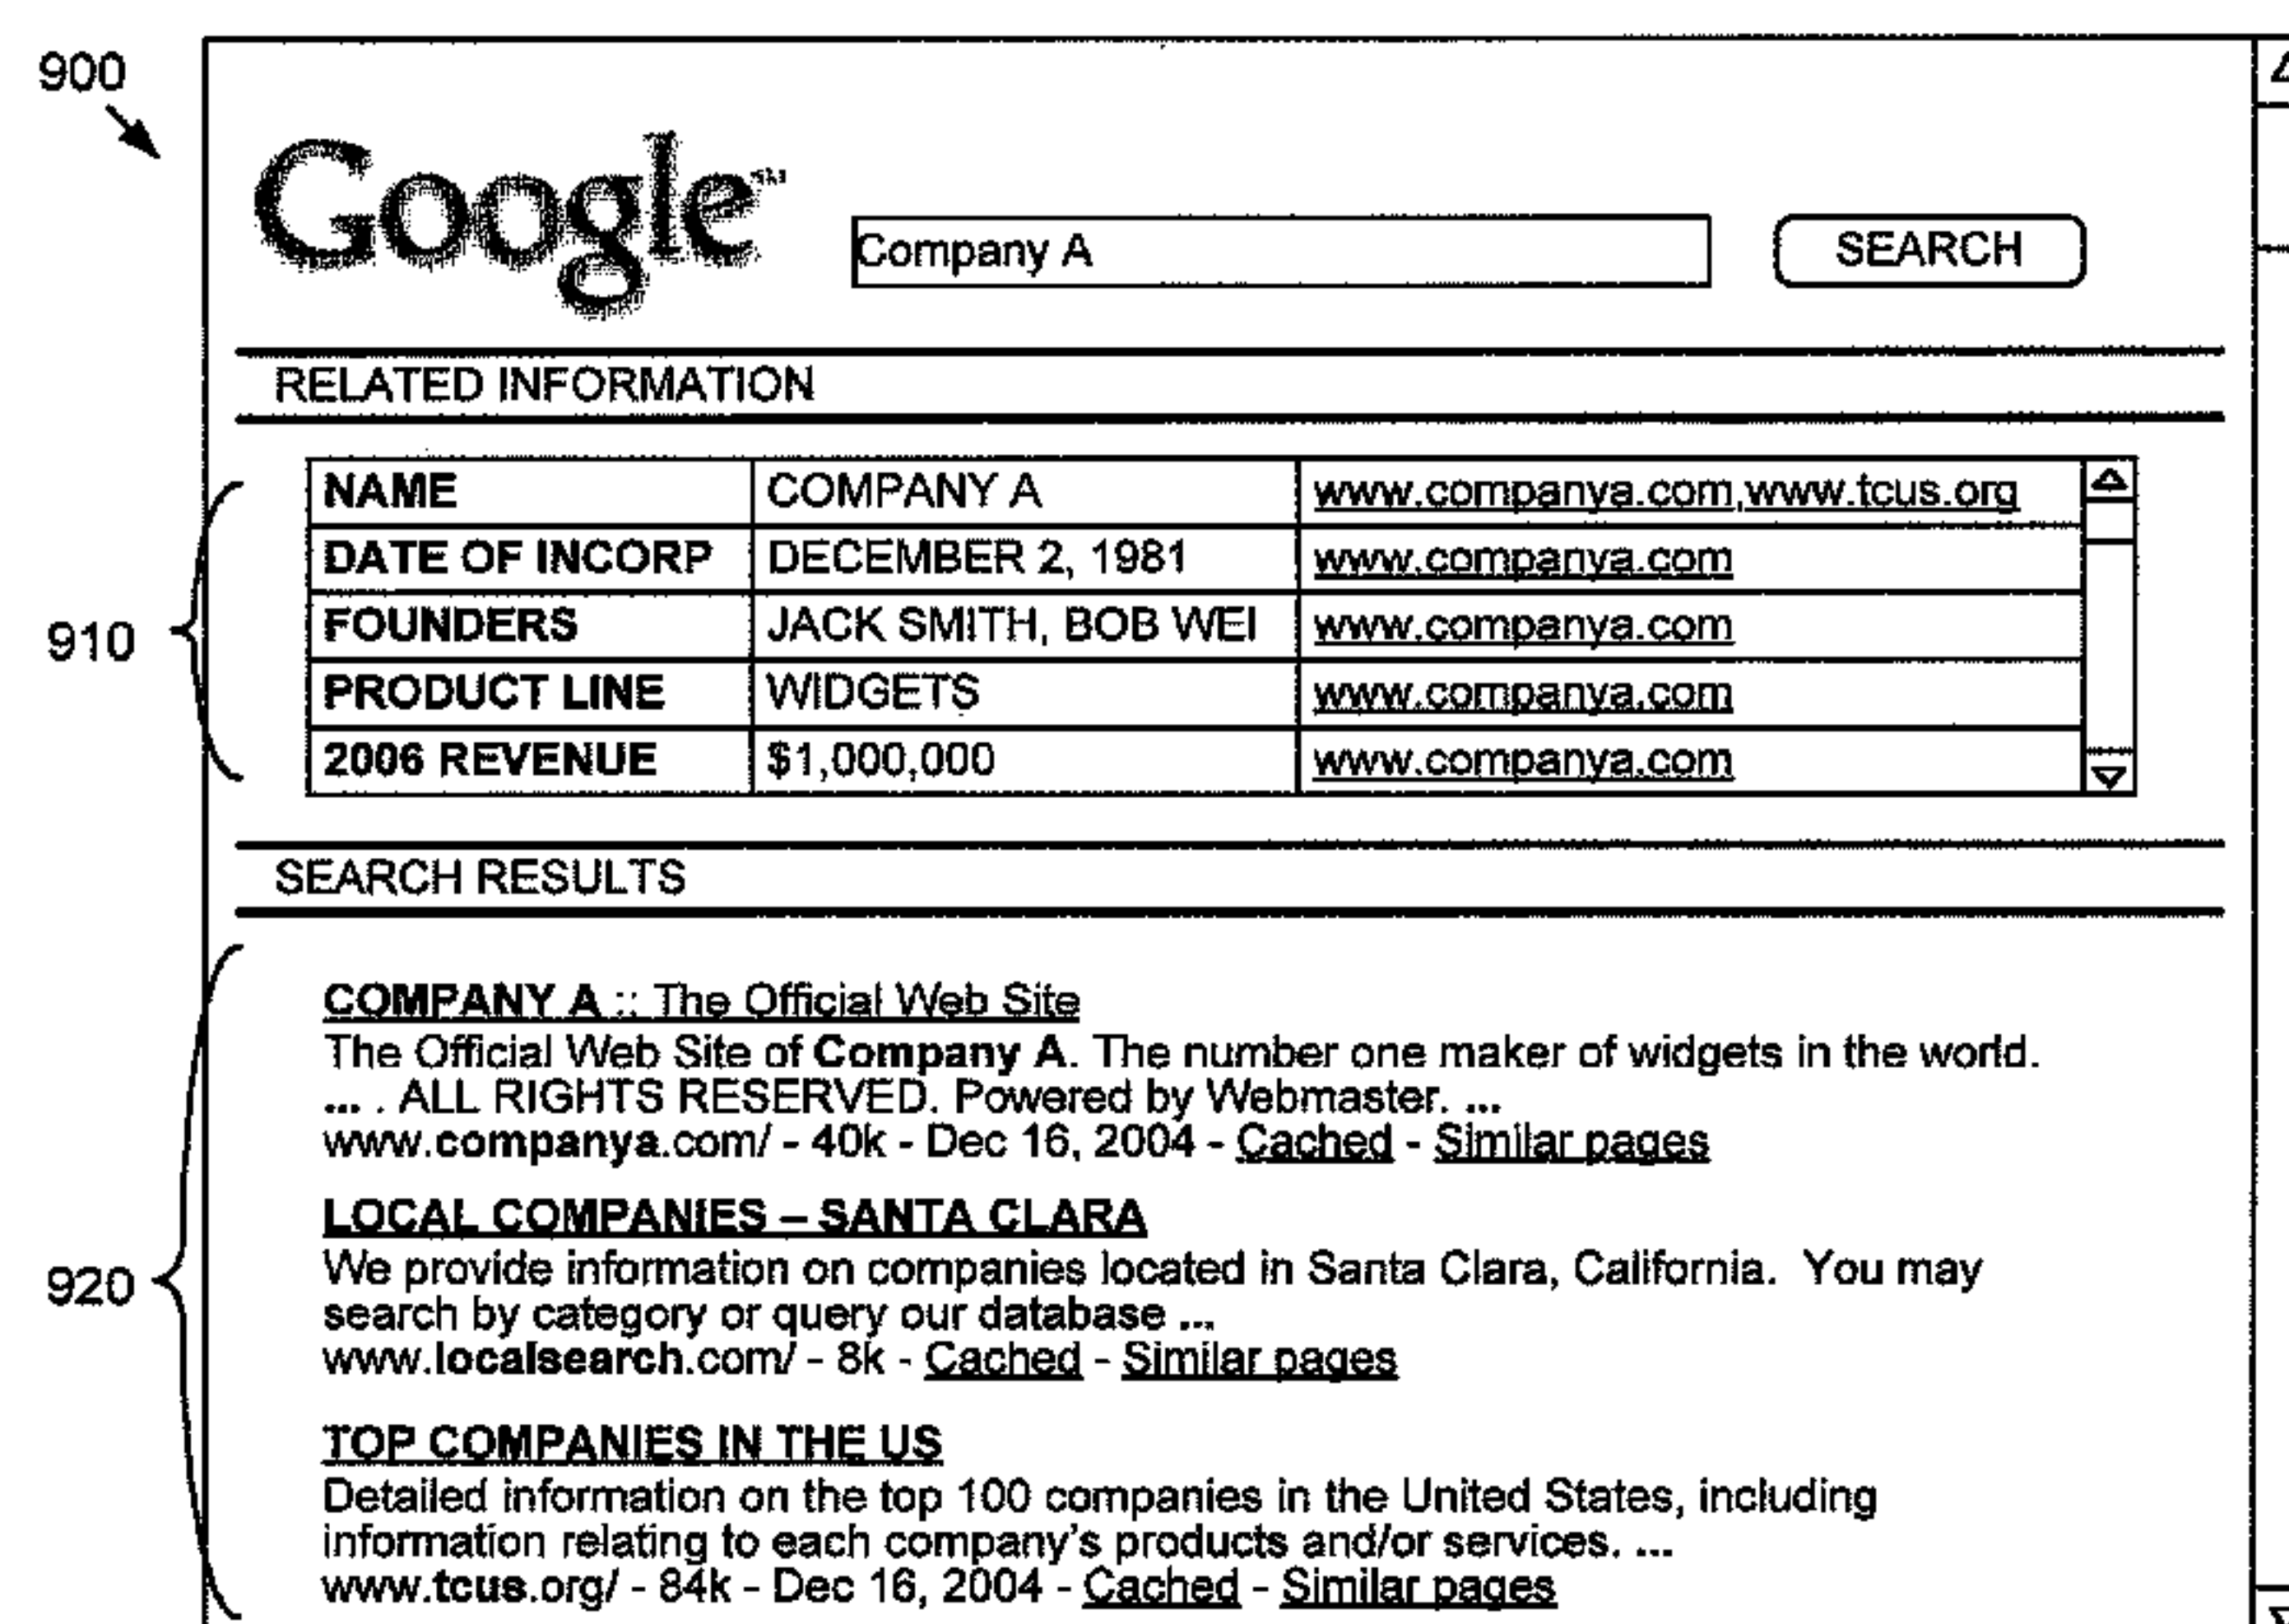 900
Google
Company A
SEARCH
RELATED INFORMATION
910
NAME COMPANY A www.companya.com,www.tcus.org
DATE OF INCORP DECEMBER 2, 1981 www.companya.com
FOUNDERS JACK SMITH, BOB WEI www.companya.com
PRODUCT LINE WIDGETS www.companya.com
2006 REVENUE $1,000,000 www.companya.com
SEARCH RESULTS
920
COMPANY A :: The Official Web Site
The Official Web Site of Company A. The number one maker of widgets in the world.
... . ALL RIGHTS RESERVED. Powered by Webmaster. ...
www.companya.com/ - 40k - Dec 16, 2004 - Cached - Similar pages
LOCAL COMPANIES – SANTA CLARA
We provide information on companies located in Santa Clara, California. You may
search by category or query our database ...
www.localsearch.com/ - 8k - Cached - Similar pages
TOP COMPANIES IN THE US
Detailed information on the top 100 companies in the United States, including
information relating to each company's products and/or services. ...
www.tcus.org/ - 84k - Dec 16, 2004 - Cached - Similar pages